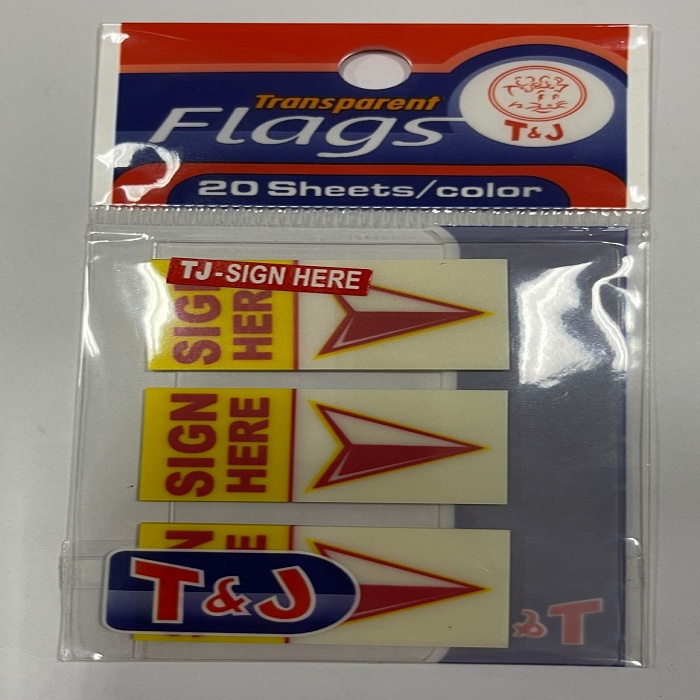 Transparent
Flags
T&J
20 Sheets/color
TJ-SIGN HERE
SIGN
HERE
SIGN
HERE
T&J
T&